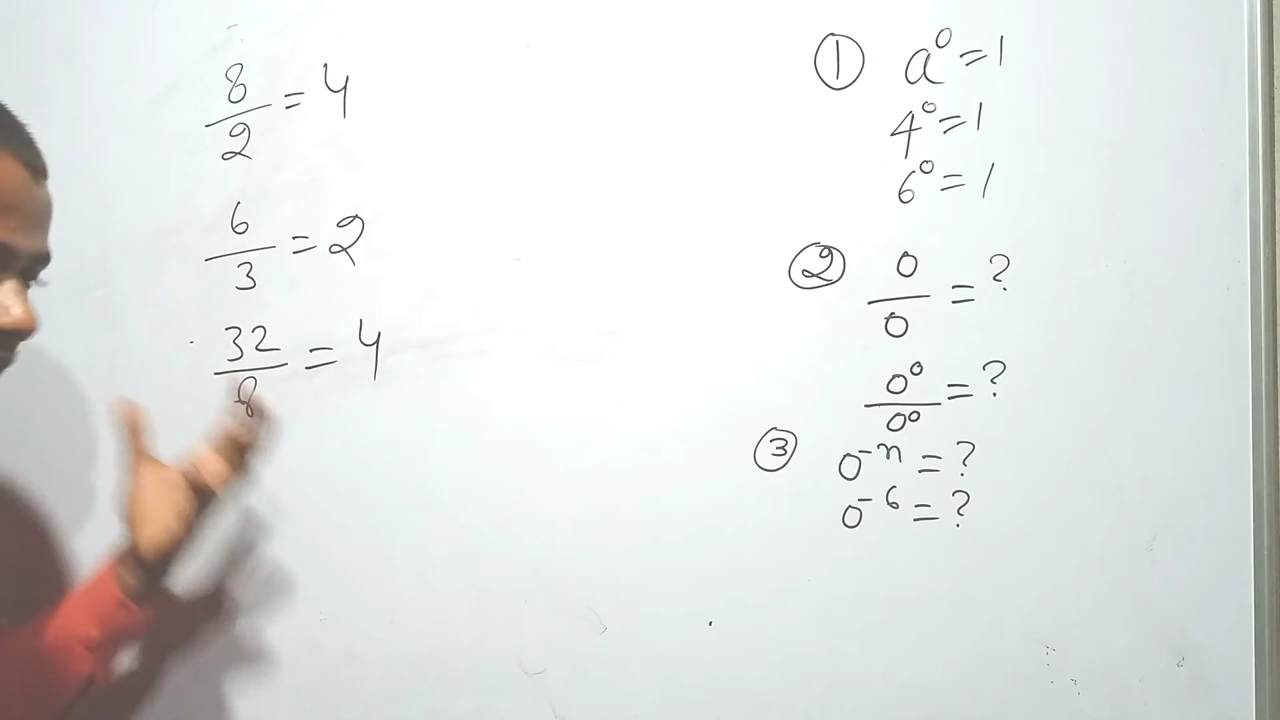 8/2 = 4
6/3 = 2
32/8 = 4
① a⁰ = 1
4⁰ = 1
6⁰ = 1
② 0/0 = ?
0⁰/0⁰ = ?
③ 0⁻ⁿ = ?
0⁻⁶ = ?